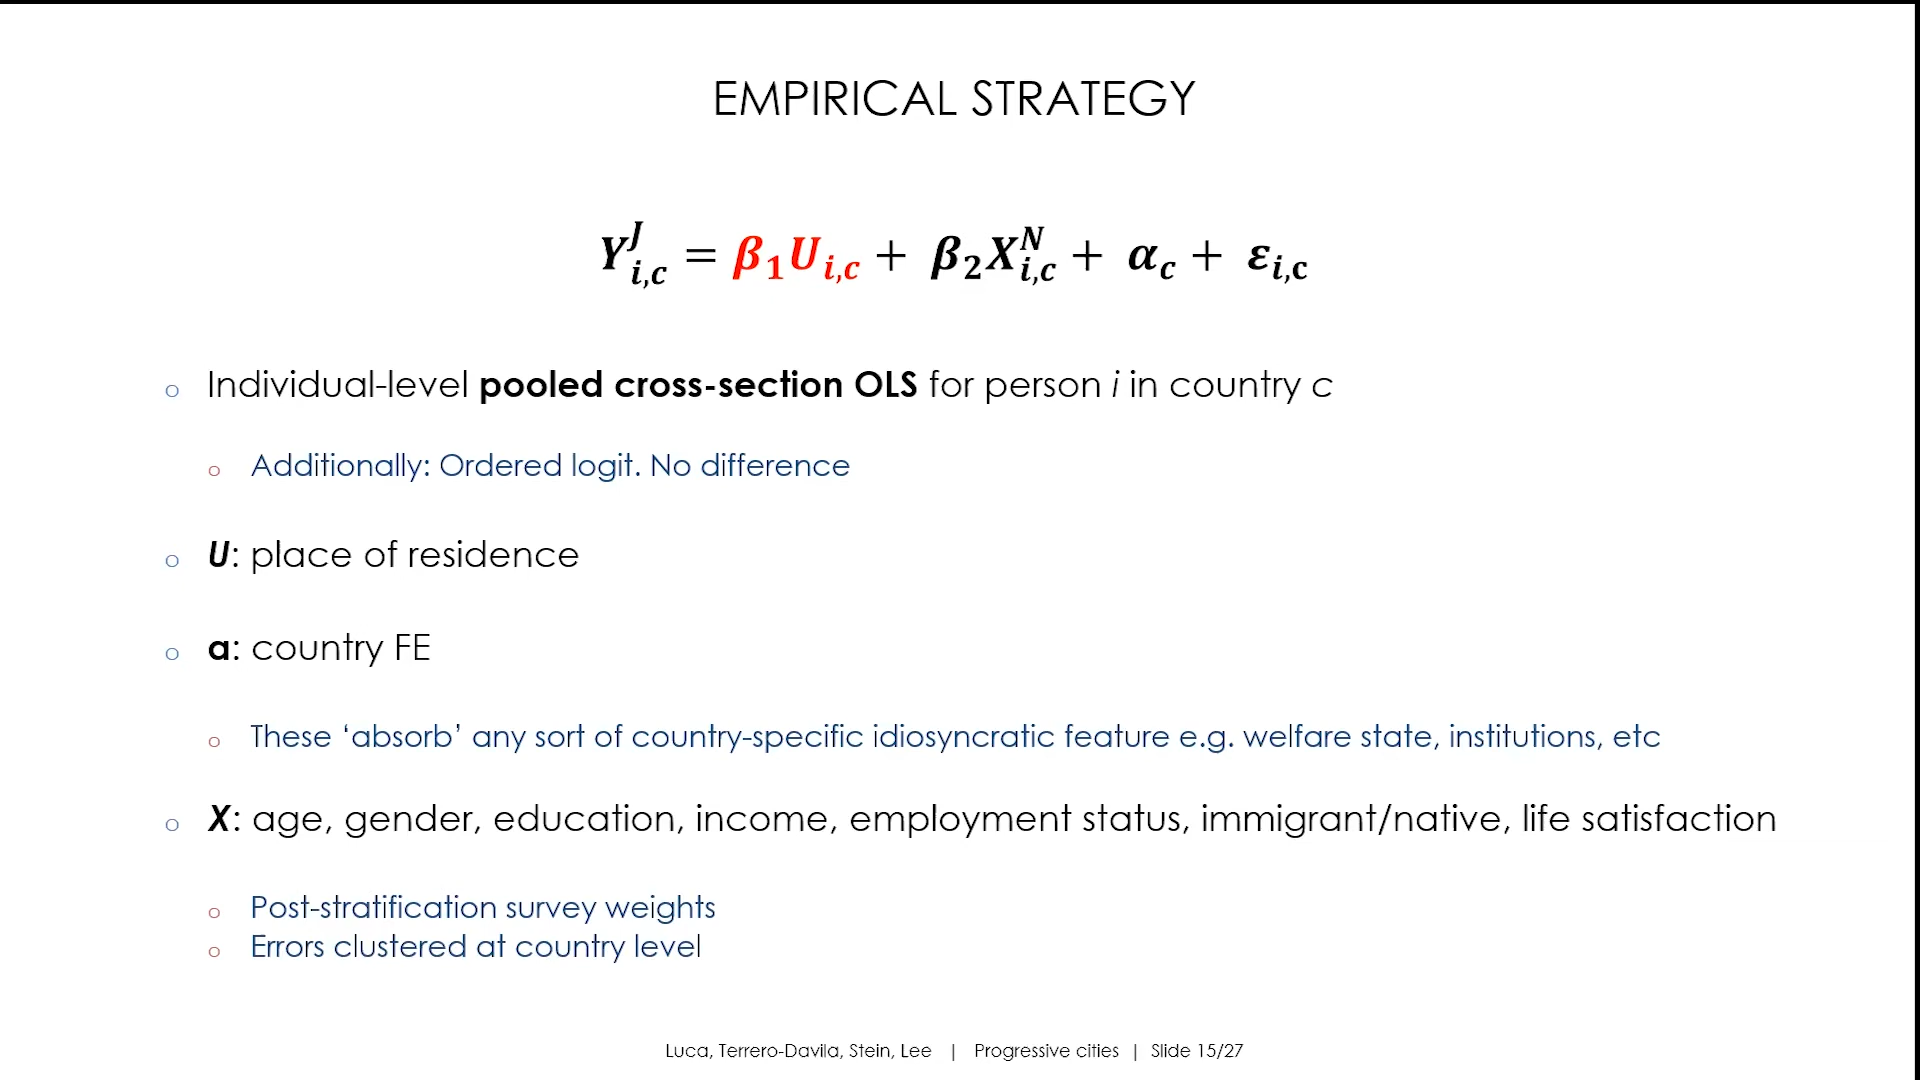 EMPIRICAL STRATEGY
Y^J_{i,c} = β_1 U_{i,c} + β_2 X^N_{i,c} + α_c + ε_{i,c}
o Individual-level pooled cross-section OLS for person i in country c
o Additionally: Ordered logit. No difference
o U: place of residence
o α: country FE
o These ‘absorb’ any sort of country-specific idiosyncratic feature e.g. welfare state, institutions, etc
o X: age, gender, education, income, employment status, immigrant/native, life satisfaction
o Post-stratification survey weights
o Errors clustered at country level
Luca, Terrero-Davila, Stein, Lee | Progressive cities | Slide 15/27